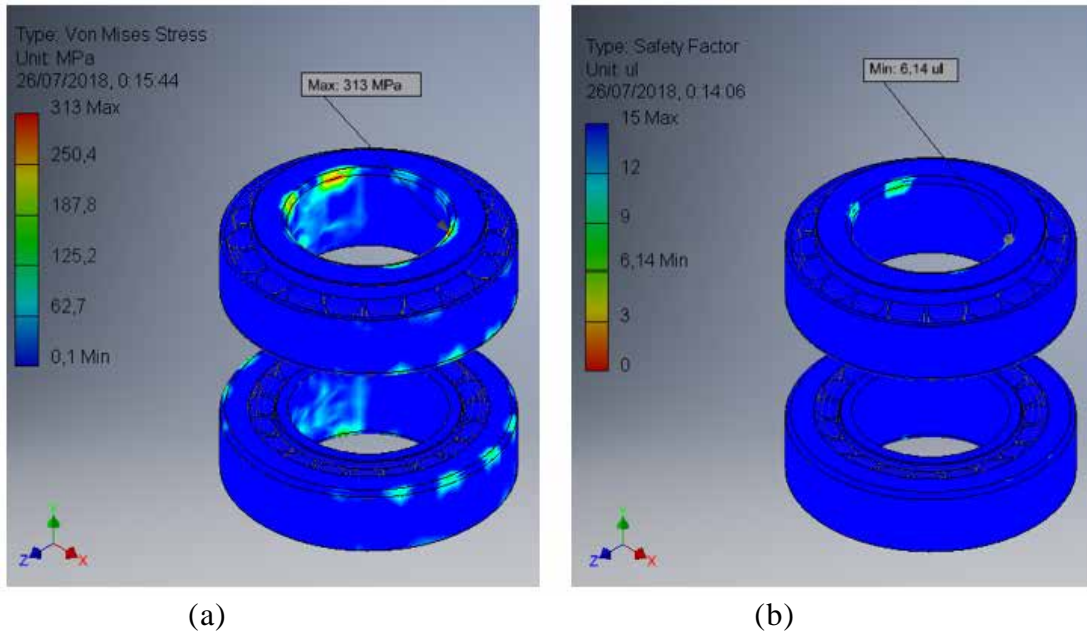 Type: Von Mises Stress
Unit: MPa
26/07/2018, 0:15:44
313 Max
250,4
187,8
125,2
62,7
0,1 Min
Max: 313 MPa
Y
Z
X
(a)
Type: Safety Factor
Unit: ul
26/07/2018, 0:14:06
15 Max
12
9
6,14 Min
3
0
Min: 6,14 ul
Y
Z
X
(b)